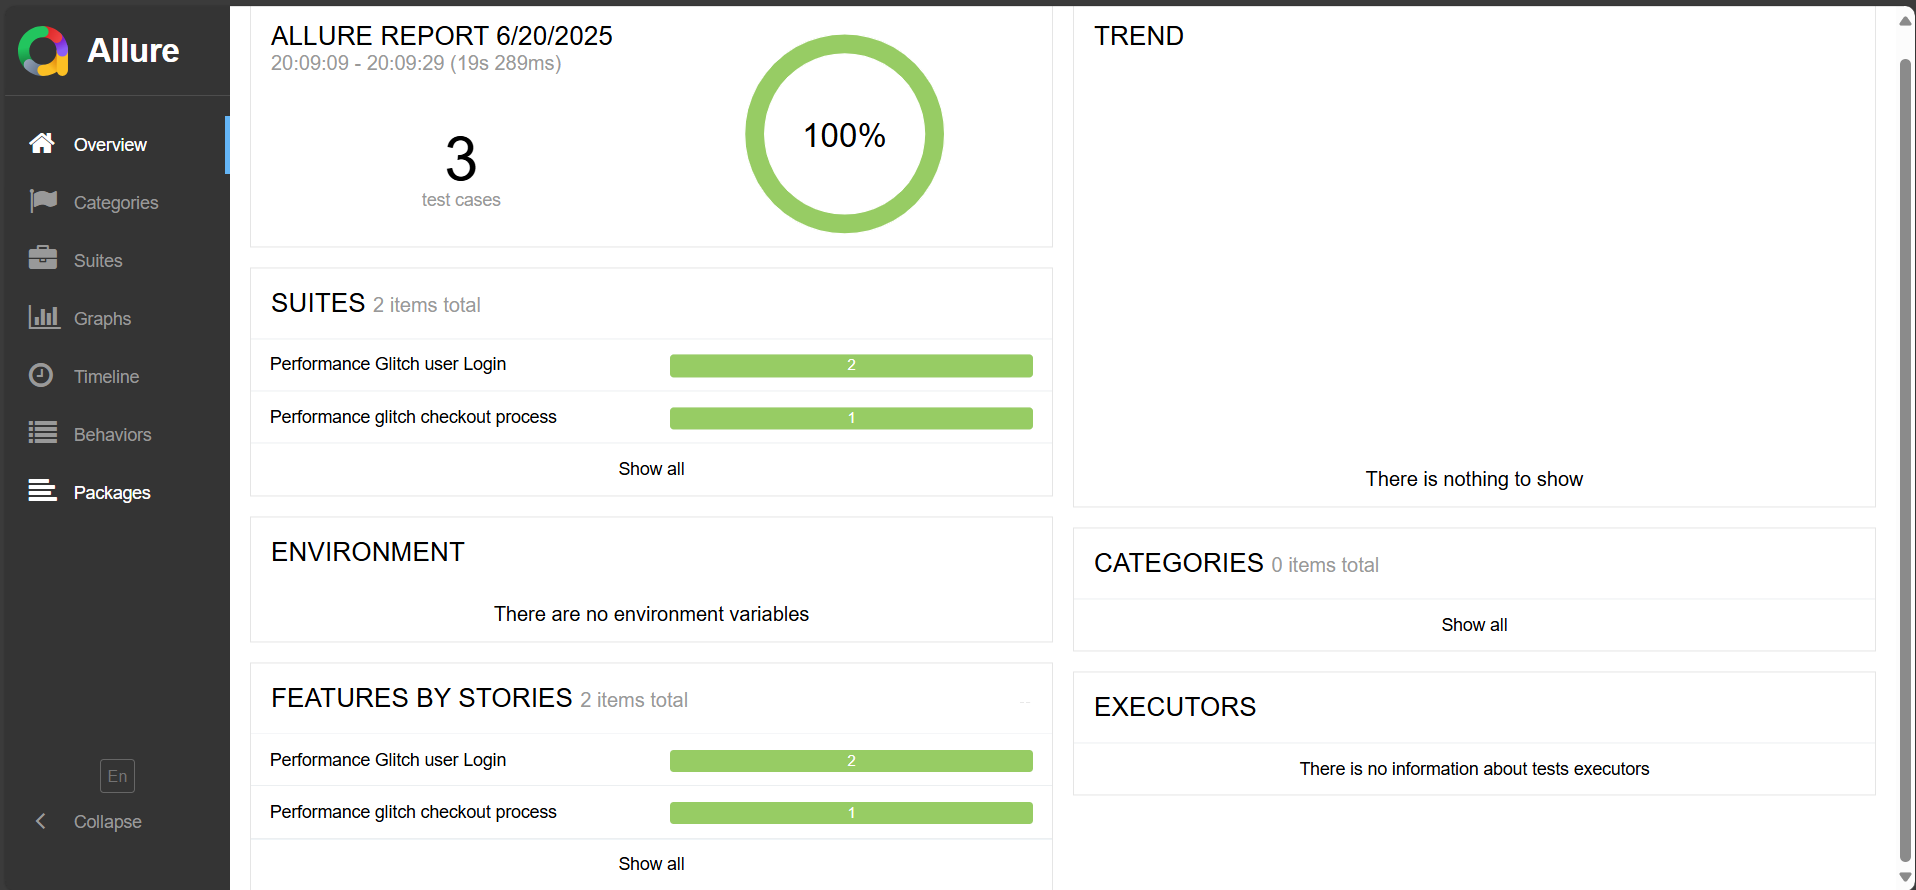 Allure
Overview
Categories
Suites
Graphs
Timeline
Behaviors
Packages
En
Collapse
ALLURE REPORT 6/20/2025
20:09:09 - 20:09:29 (19s 289ms)
3
test cases
100%
SUITES 2 items total
Performance Glitch user Login 2
Performance glitch checkout process 1
Show all
ENVIRONMENT
There are no environment variables
FEATURES BY STORIES 2 items total
Performance Glitch user Login 2
Performance glitch checkout process 1
Show all
TREND
There is nothing to show
CATEGORIES 0 items total
Show all
EXECUTORS
There is no information about tests executors